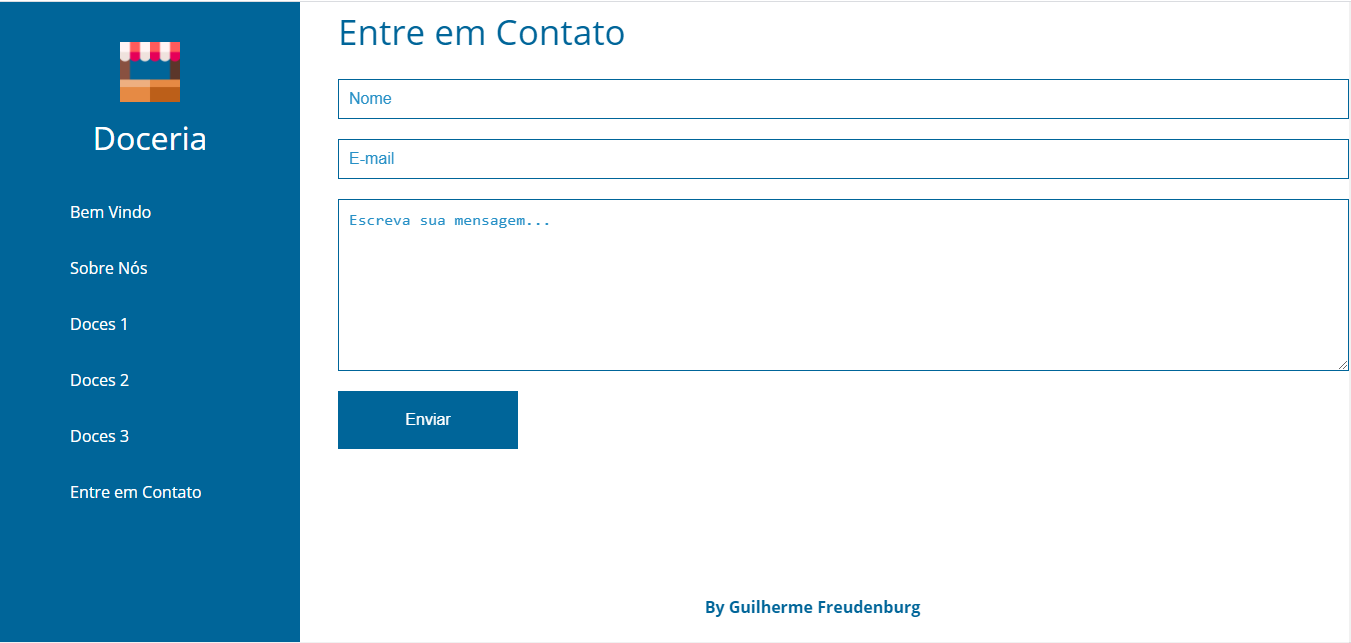 Doceria
Bem Vindo
Sobre Nós
Doces 1
Doces 2
Doces 3
Entre em Contato
Entre em Contato
Nome
E-mail
Escreva sua mensagem...
Enviar
By Guilherme Freudenburg